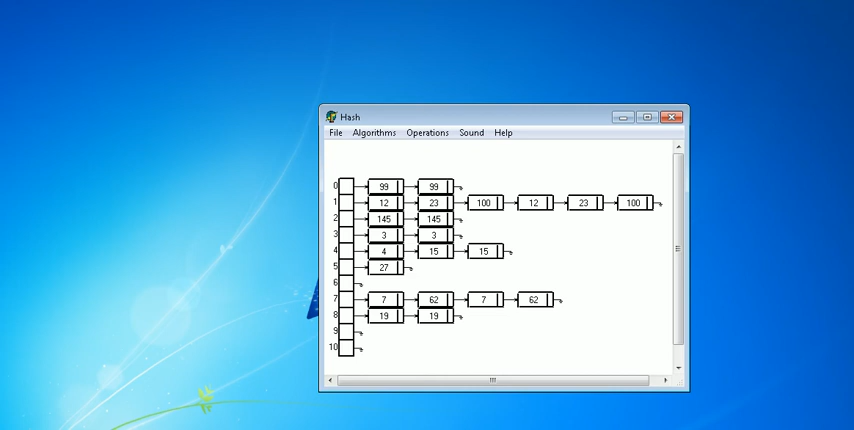 Hash
File Algorithms Operations Sound Help
0 99 99
1 12 23 100 12 23 100
2 145 145
3 3 3
4 4 15 15
5 27
6
7 7 62 7 62
8 19 19
9
10